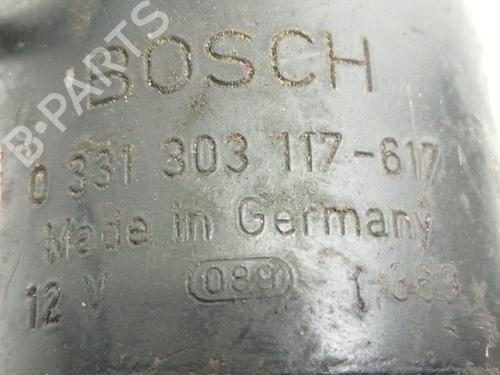 BOSCH
0 331 303 117-617
Made in Germany
12 V 089
B-PARTS